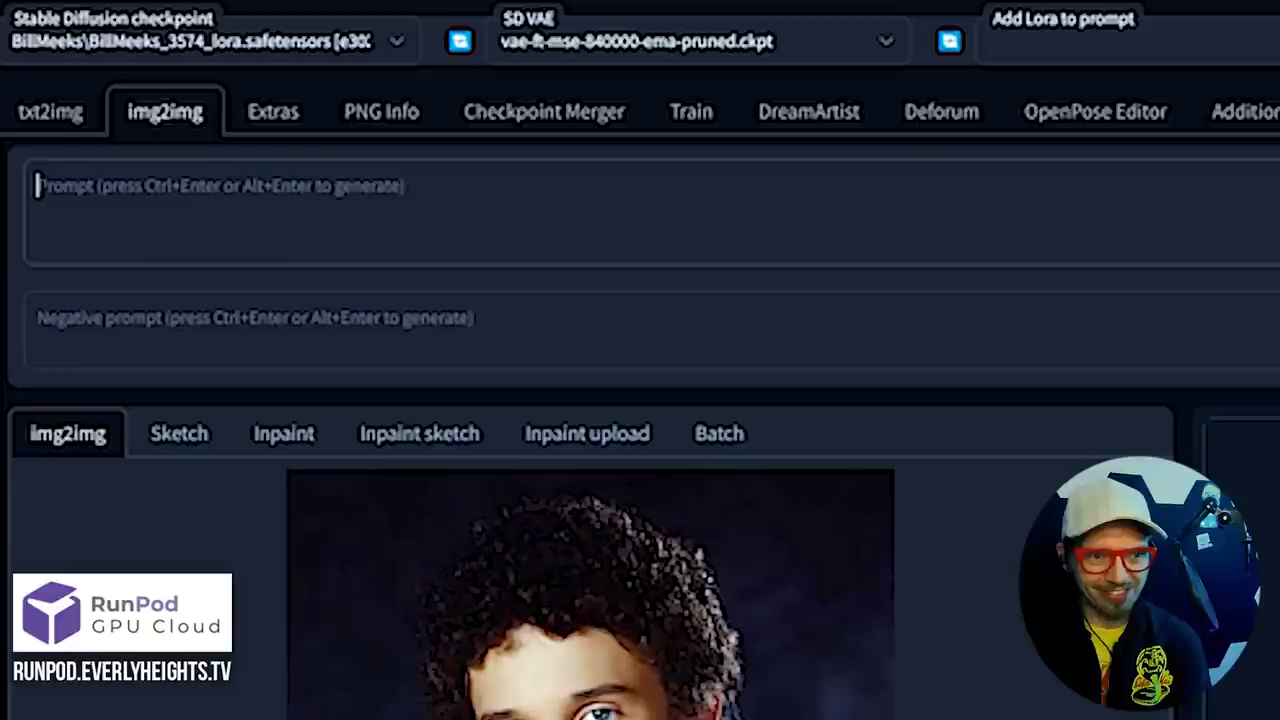 Stable Diffusion checkpoint
BillMeeks\BillMeeks_3574_lora.safetensors [e30
SD VAE
vae-ft-mse-840000-ema-pruned.ckpt
Add Lora to prompt
txt2img
img2img
Extras
PNG Info
Checkpoint Merger
Train
DreamArtist
Deforum
OpenPose Editor
Addition
Prompt (press Ctrl+Enter or Alt+Enter to generate)
Negative prompt (press Ctrl+Enter or Alt+Enter to generate)
img2img
Sketch
Inpaint
Inpaint sketch
Inpaint upload
Batch
RunPod
GPU Cloud
RUNPOD.EVERLYHEIGHTS.TV